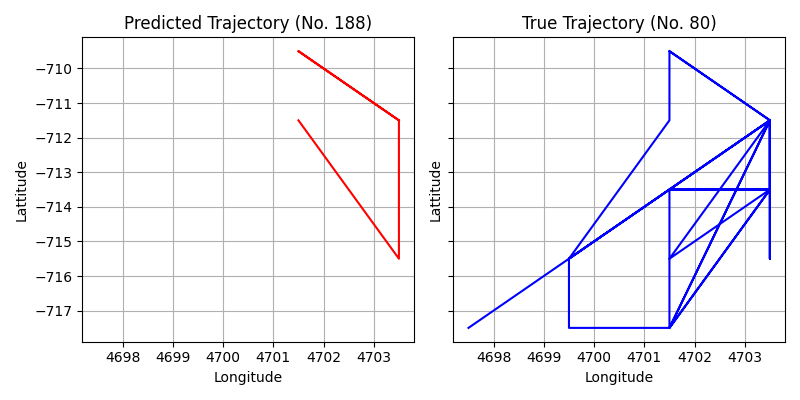 Predicted Trajectory (No. 188)
True Trajectory (No. 80)
Lattitude
−710
−711
−712
−713
−714
−715
−716
−717
4698 4699 4700 4701 4702 4703
Longitude
Lattitude
4698 4699 4700 4701 4702 4703
Longitude